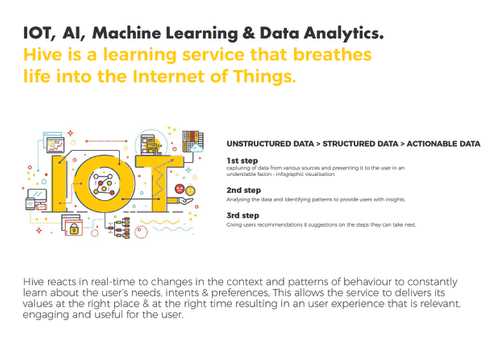 IOT, AI, Machine Learning & Data Analytics.
Hive is a learning service that breathes
life into the Internet of Things.
IOT
UNSTRUCTURED DATA > STRUCTURED DATA > ACTIONABLE DATA
1st step
capturing of data from various sources and presenting it to the user in an
understable fasion - infographic visualisation.
2nd step
Analysing the data and identifying patterns to provide users with insights.
3rd step
Giving users recommendations & suggestions on the steps they can take next.
Hive reacts in real-time to changes in the context and patterns of behaviour to constantly
learn about the user's needs, intents & preferences, This allows the service to delivers its
values at the right place & at the right time resulting in an user experience that is relevant,
engaging and useful for the user.